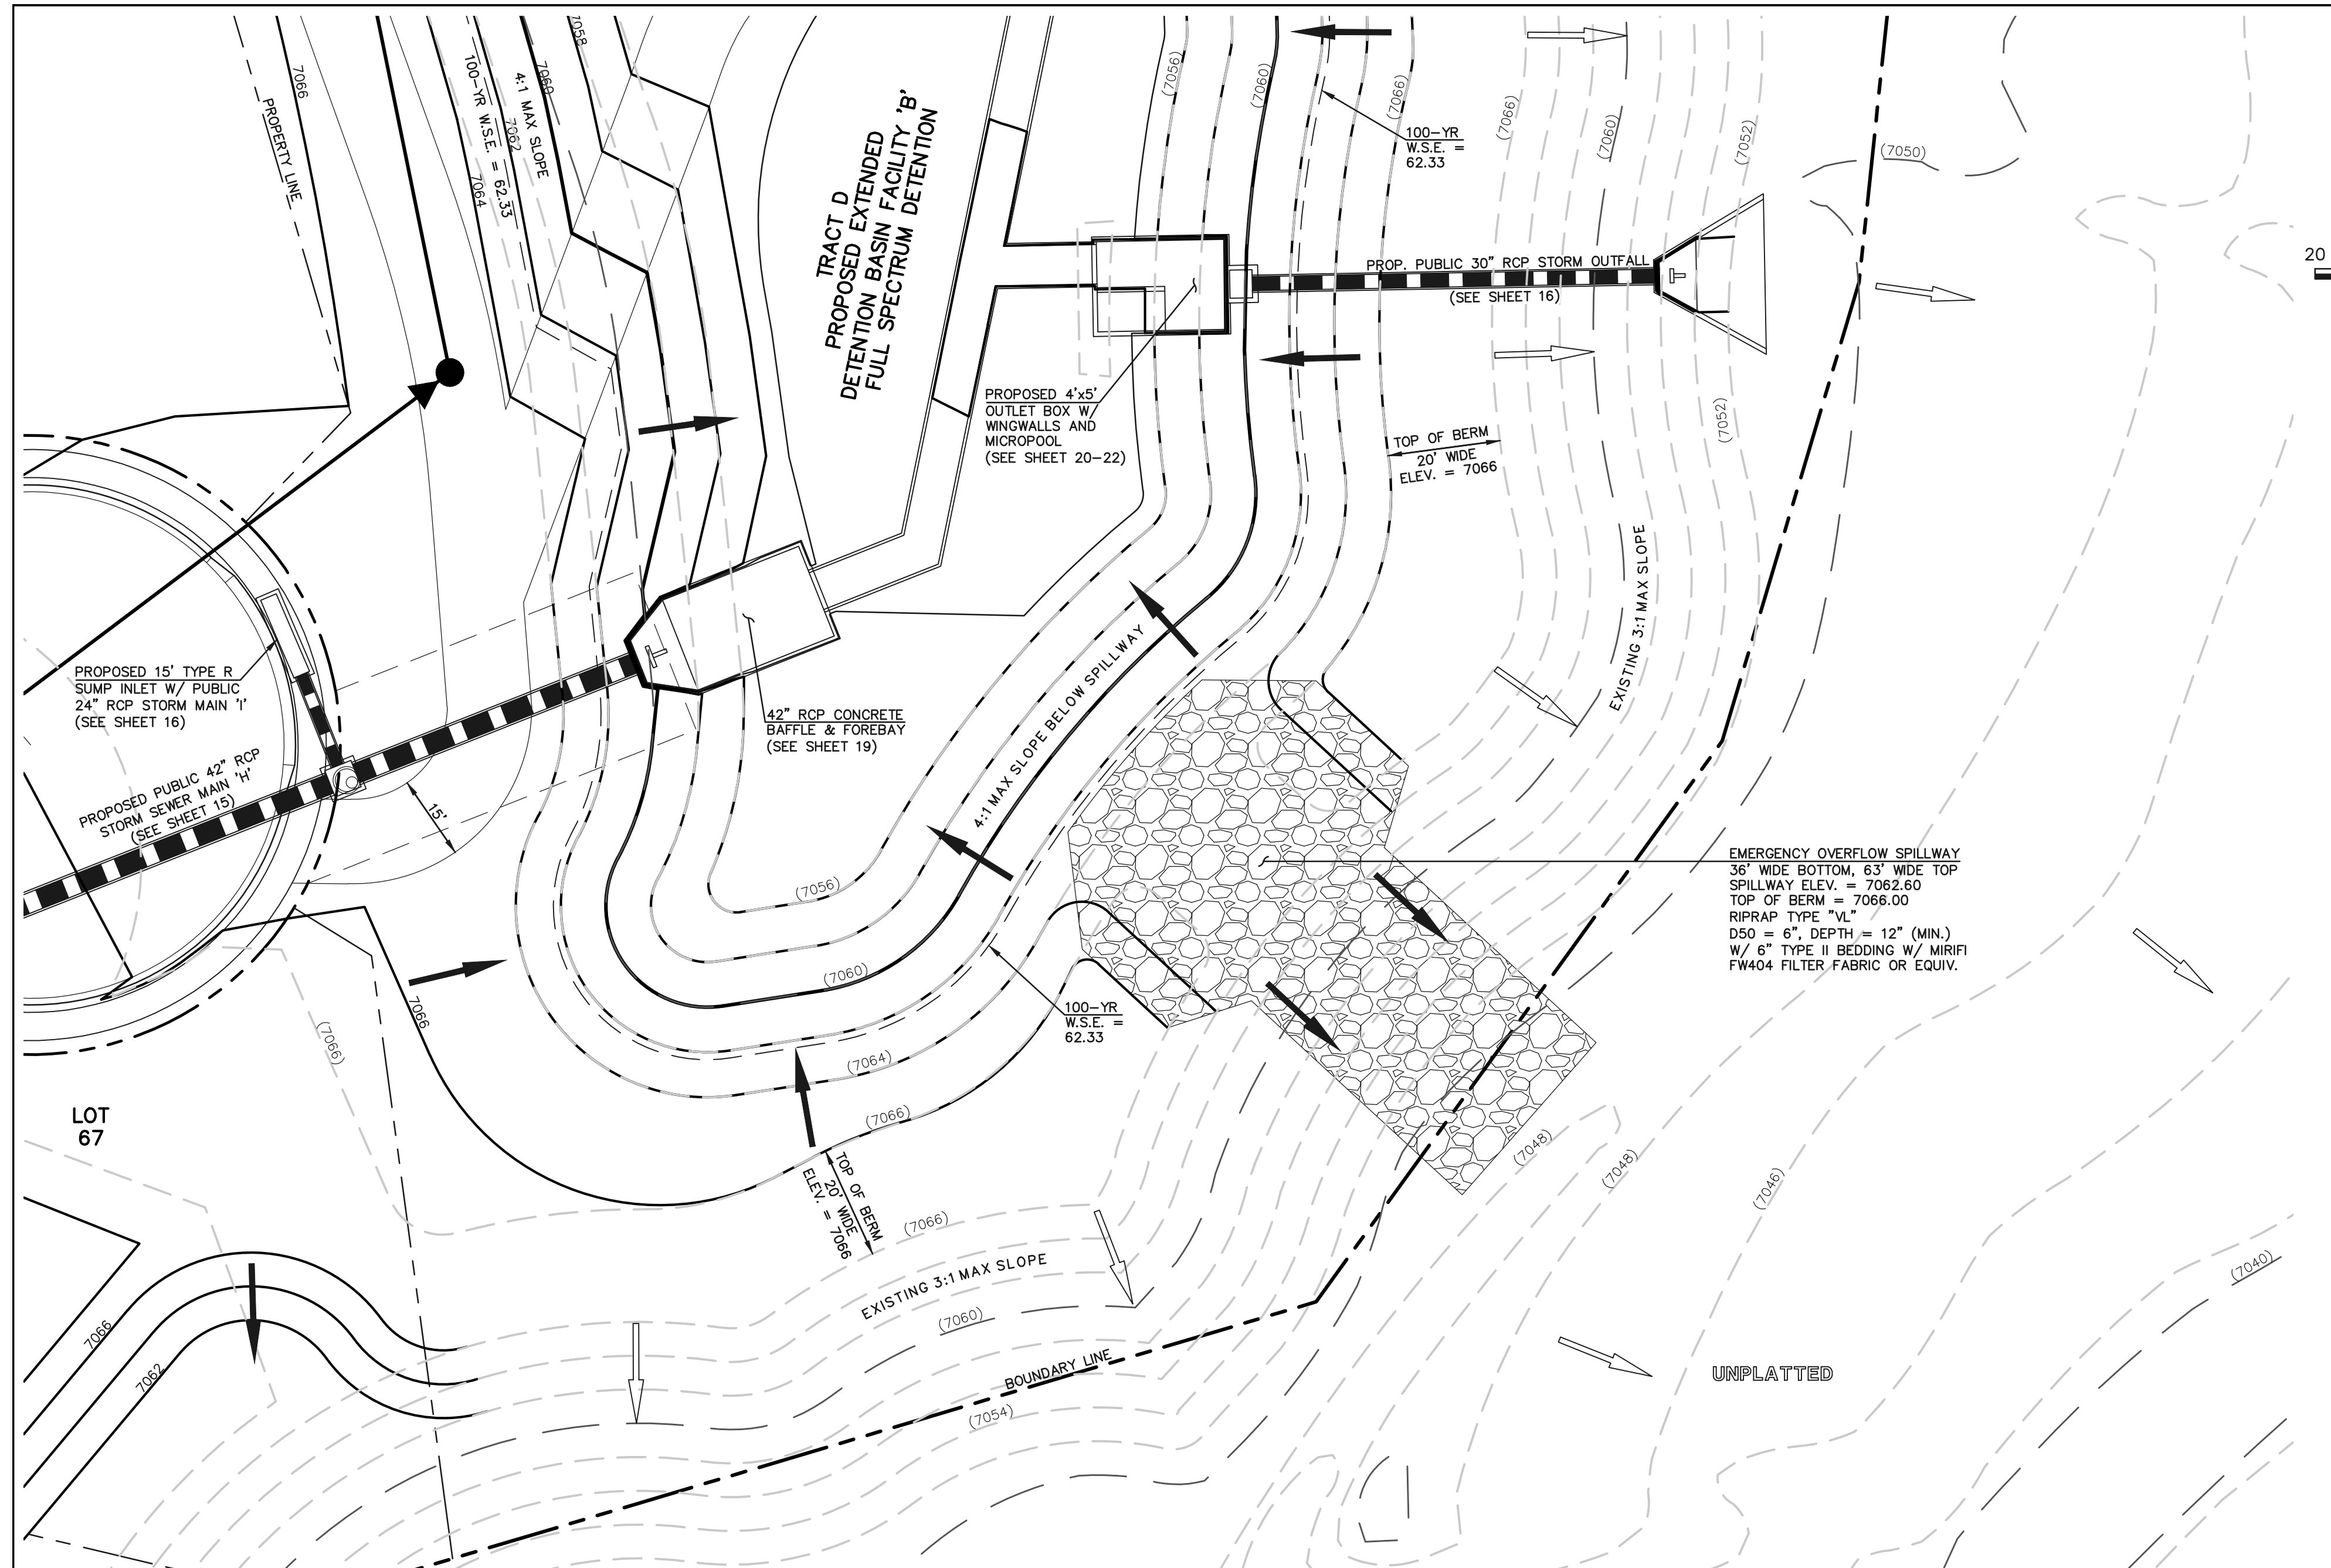 7066
PROPERTY LINE
100-YR W.S.E. = 62.33
7064
7062
4:1 MAX SLOPE
7060
7058
TRACT D
PROPOSED EXTENDED
DETENTION BASIN FACILITY 'B'
FULL SPECTRUM DETENTION
(7056)
(7060)
(7066)
100-YR
W.S.E. =
62.33
(7066)
(7060)
(7052)
(7050)
20
PROP. PUBLIC 30" RCP STORM OUTFALL
(SEE SHEET 16)
PROPOSED 4'x5'
OUTLET BOX W/
WINGWALLS AND
MICROPOOL
(SEE SHEET 20-22)
TOP OF BERM
20' WIDE
ELEV. = 7066
(7052)
EXISTING 3:1 MAX SLOPE
PROPOSED 15' TYPE R
SUMP INLET W/ PUBLIC
24" RCP STORM MAIN 'I'
(SEE SHEET 16)
PROPOSED PUBLIC 42" RCP
STORM SEWER MAIN 'H'
(SEE SHEET 15)
15'
42" RCP CONCRETE
BAFFLE & FOREBAY
(SEE SHEET 19)
4:1 MAX SLOPE BELOW SPILLWAY
EMERGENCY OVERFLOW SPILLWAY
36' WIDE BOTTOM, 63' WIDE TOP
SPILLWAY ELEV. = 7062.60
TOP OF BERM = 7066.00
RIPRAP TYPE "VL"
D50 = 6", DEPTH = 12" (MIN.)
W/ 6" TYPE II BEDDING W/ MIRIFI
FW404 FILTER FABRIC OR EQUIV.
(7056)
(7060)
(7064)
(7066)
7066
(7066)
100-YR
W.S.E. =
62.33
LOT
67
TOP OF BERM
20' WIDE
ELEV. = 7066
(7066)
EXISTING 3:1 MAX SLOPE
(7060)
BOUNDARY LINE
(7054)
(7048)
(7048)
(7046)
(7040)
7066
7062
UNPLATTED